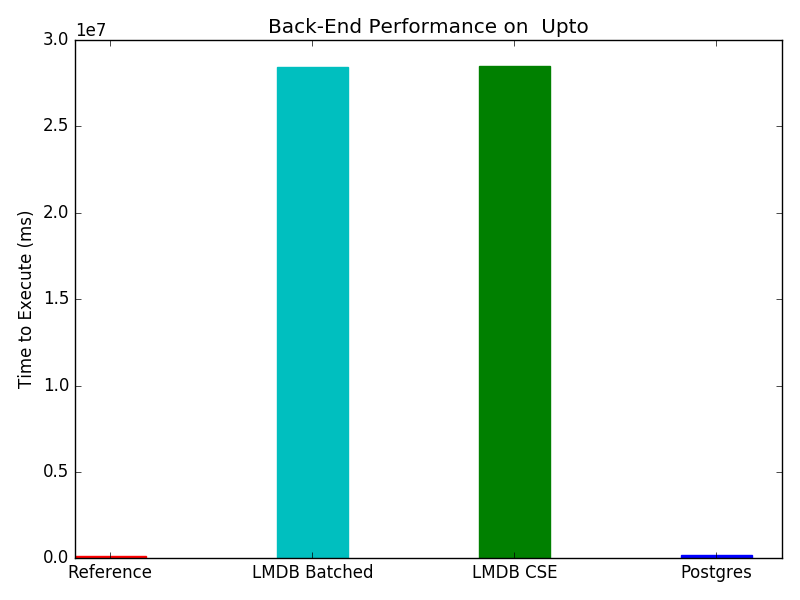 Back-End Performance on  Upto
1e7
3.0
2.5
2.0
1.5
1.0
0.5
0.0
Time to Execute (ms)
Reference
LMDB Batched
LMDB CSE
Postgres